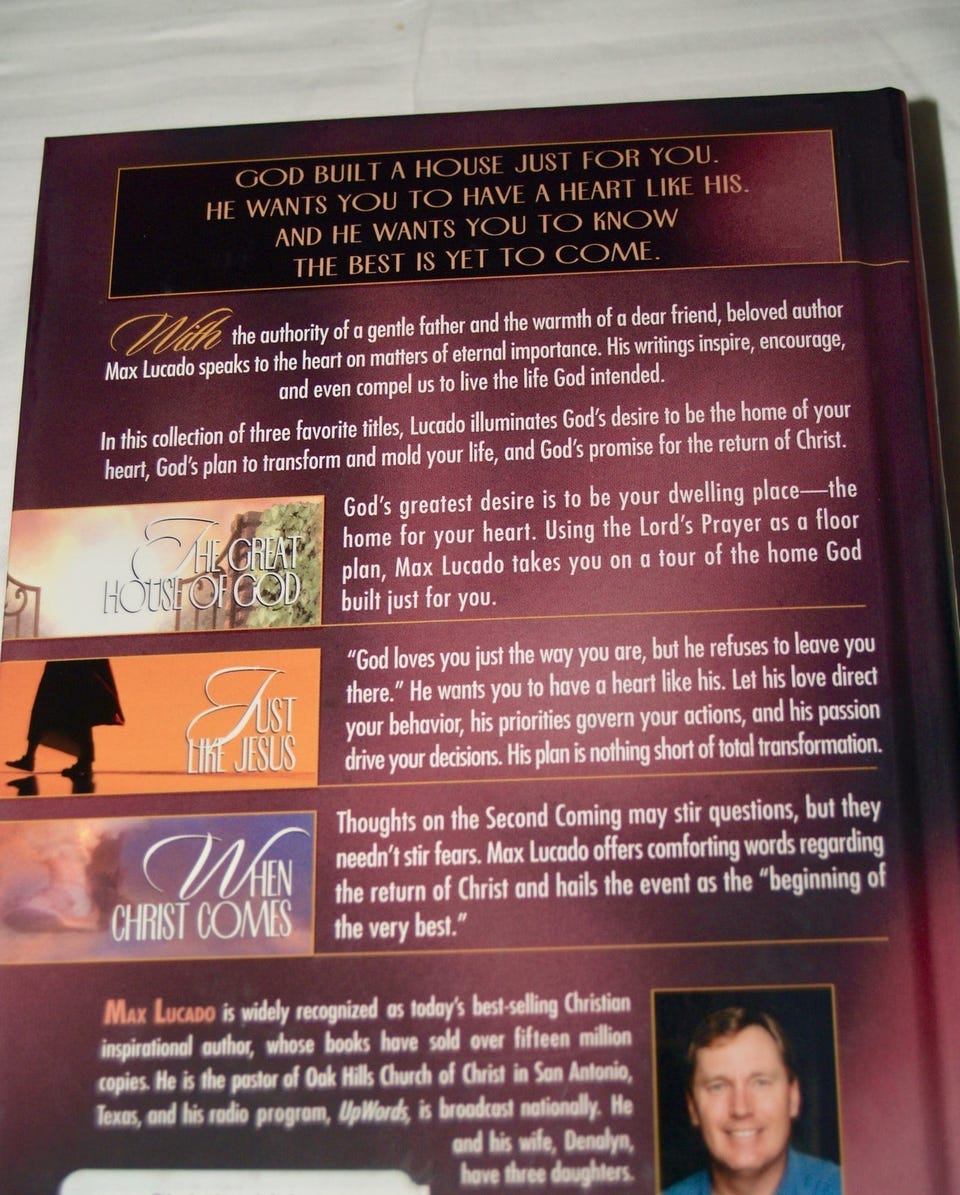 GOD BUILT A HOUSE JUST FOR YOU.
HE WANTS YOU TO HAVE A HEART LIKE HIS.
AND HE WANTS YOU TO KNOW
THE BEST IS YET TO COME.
With the authority of a gentle father and the warmth of a dear friend, beloved author
Max Lucado speaks to the heart on matters of eternal importance. His writings inspire, encourage,
and even compel us to live the life God intended.
In this collection of three favorite titles, Lucado illuminates God's desire to be the home of your
heart, God's plan to transform and mold your life, and God's promise for the return of Christ.
THE GREAT
HOUSE OF GOD
God's greatest desire is to be your dwelling place—the
home for your heart. Using the Lord's Prayer as a floor
plan, Max Lucado takes you on a tour of the home God
built just for you.
JUST
LIKE JESUS
"God loves you just the way you are, but he refuses to leave you
there." He wants you to have a heart like his. Let his love direct
your behavior, his priorities govern your actions, and his passion
drive your decisions. His plan is nothing short of total transformation.
WHEN
CHRIST COMES
Thoughts on the Second Coming may stir questions, but they
needn't stir fears. Max Lucado offers comforting words regarding
the return of Christ and hails the event as the "beginning of
the very best."
MAX LUCADO is widely recognized as today's best-selling Christian
inspirational author, whose books have sold over fifteen million
copies. He is the pastor of Oak Hills Church of Christ in San Antonio,
Texas, and his radio program, UpWords, is broadcast nationally. He
and his wife, Denalyn,
have three daughters.